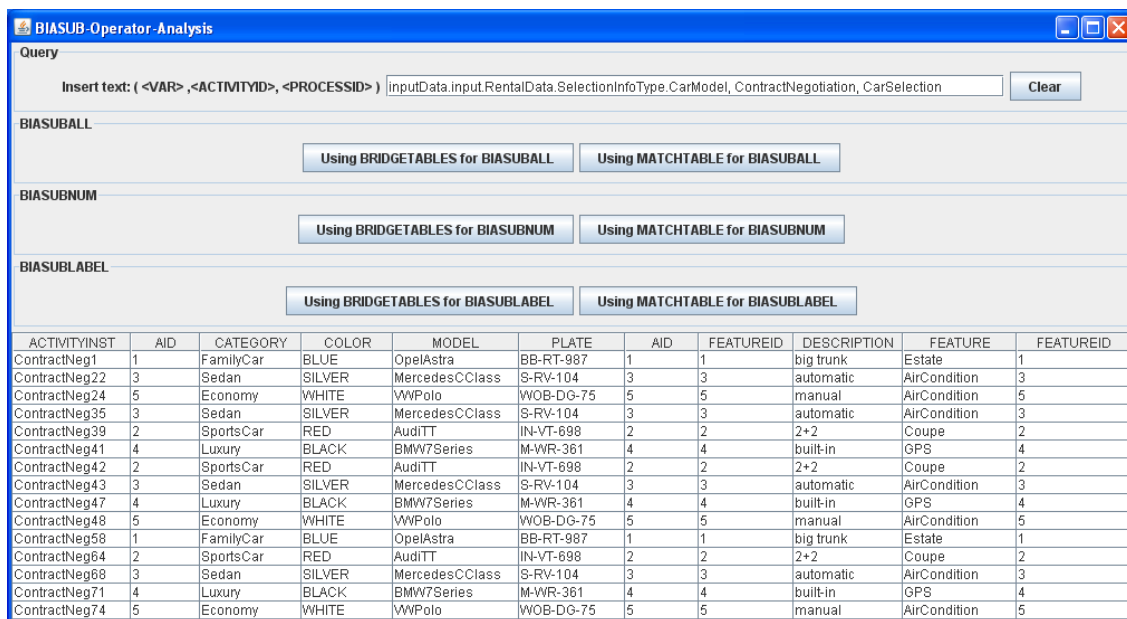 BIASUB-Operator-Analysis
Query
Insert text: ( <VAR> ,<ACTIVITYID>, <PROCESSID> ) inputData.input.RentalData.SelectionInfoType.CarModel, ContractNegotiation, CarSelection Clear
BIASUBALL
Using BRIDGETABLES for BIASUBALL Using MATCHTABLE for BIASUBALL
BIASUBNUM
Using BRIDGETABLES for BIASUBNUM Using MATCHTABLE for BIASUBNUM
BIASUBLABEL
Using BRIDGETABLES for BIASUBLABEL Using MATCHTABLE for BIASUBLABEL
ACTIVITYINST AID CATEGORY COLOR MODEL PLATE AID FEATUREID DESCRIPTION FEATURE FEATUREID
ContractNeg1 1 FamilyCar BLUE OpelAstra BB-RT-987 1 1 big trunk Estate 1
ContractNeg22 3 Sedan SILVER MercedesCClass S-RV-104 3 3 automatic AirCondition 3
ContractNeg24 5 Economy WHITE VWPolo WOB-DG-75 5 5 manual AirCondition 5
ContractNeg35 3 Sedan SILVER MercedesCClass S-RV-104 3 3 automatic AirCondition 3
ContractNeg39 2 SportsCar RED AudiTT IN-VT-698 2 2 2+2 Coupe 2
ContractNeg41 4 Luxury BLACK BMW7Series M-WR-361 4 4 built-in GPS 4
ContractNeg42 2 SportsCar RED AudiTT IN-VT-698 2 2 2+2 Coupe 2
ContractNeg43 3 Sedan SILVER MercedesCClass S-RV-104 3 3 automatic AirCondition 3
ContractNeg47 4 Luxury BLACK BMW7Series M-WR-361 4 4 built-in GPS 4
ContractNeg48 5 Economy WHITE VWPolo WOB-DG-75 5 5 manual AirCondition 5
ContractNeg58 1 FamilyCar BLUE OpelAstra BB-RT-987 1 1 big trunk Estate 1
ContractNeg64 2 SportsCar RED AudiTT IN-VT-698 2 2 2+2 Coupe 2
ContractNeg68 3 Sedan SILVER MercedesCClass S-RV-104 3 3 automatic AirCondition 3
ContractNeg71 4 Luxury BLACK BMW7Series M-WR-361 4 4 built-in GPS 4
ContractNeg74 5 Economy WHITE VWPolo WOB-DG-75 5 5 manual AirCondition 5